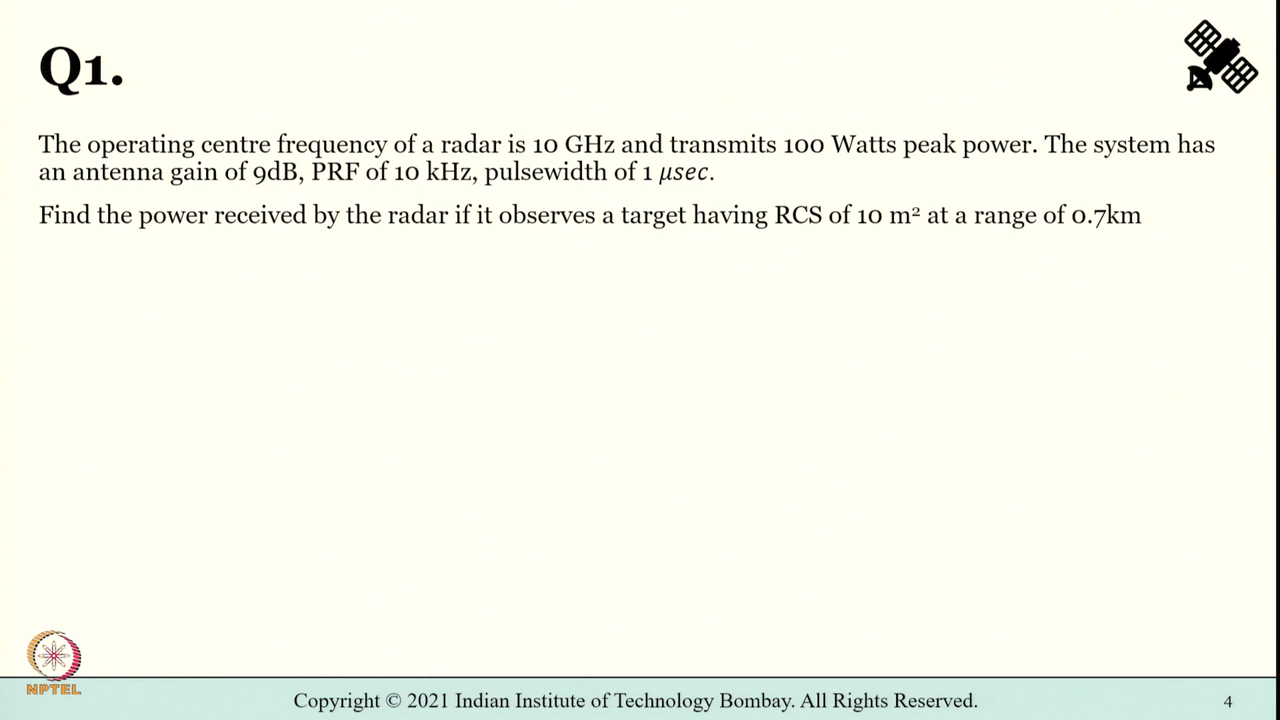 Q1.
The operating centre frequency of a radar is 10 GHz and transmits 100 Watts peak power. The system has
an antenna gain of 9dB, PRF of 10 kHz, pulsewidth of 1 μsec.
Find the power received by the radar if it observes a target having RCS of 10 m² at a range of 0.7km
NPTEL
Copyright © 2021 Indian Institute of Technology Bombay. All Rights Reserved.
4